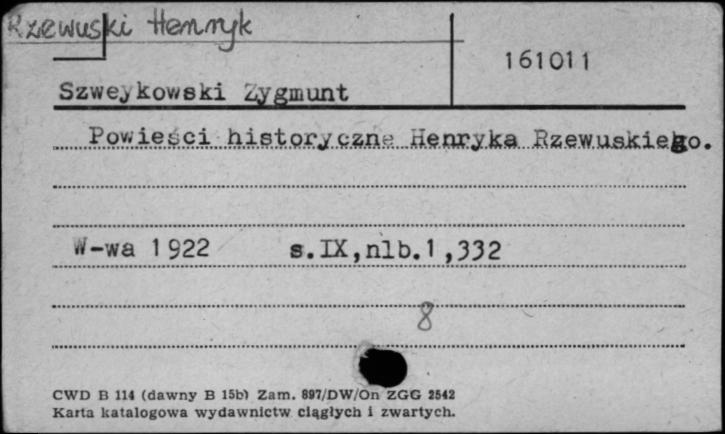 Rzewuski Henryk
161011
Szweykowski Zygmunt
Powieści historyczne Henryka Rzewuskiego.
W-wa 1922 s.IX,nlb.1,332
8
CWD B 114 (dawny B 15b) Zam. 897/DW/On ZGG 2542
Karta katalogowa wydawnictw ciągłych i zwartych.